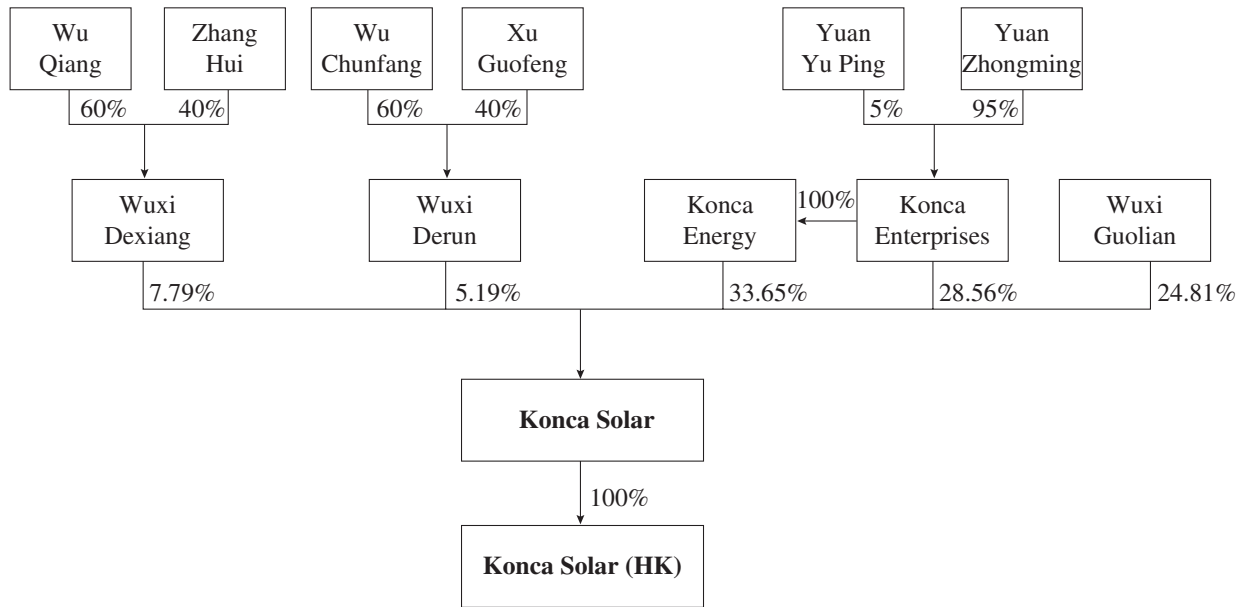 Wu
Qiang
Zhang
Hui
Wu
Chunfang
Xu
Guofeng
Yuan
Yu Ping
Yuan
Zhongming
60%
40%
60%
40%
5%
95%
Wuxi
Dexiang
Wuxi
Derun
Konca
Energy
100%
Konca
Enterprises
Wuxi
Guolian
7.79%
5.19%
33.65%
28.56%
24.81%
Konca Solar
100%
Konca Solar (HK)